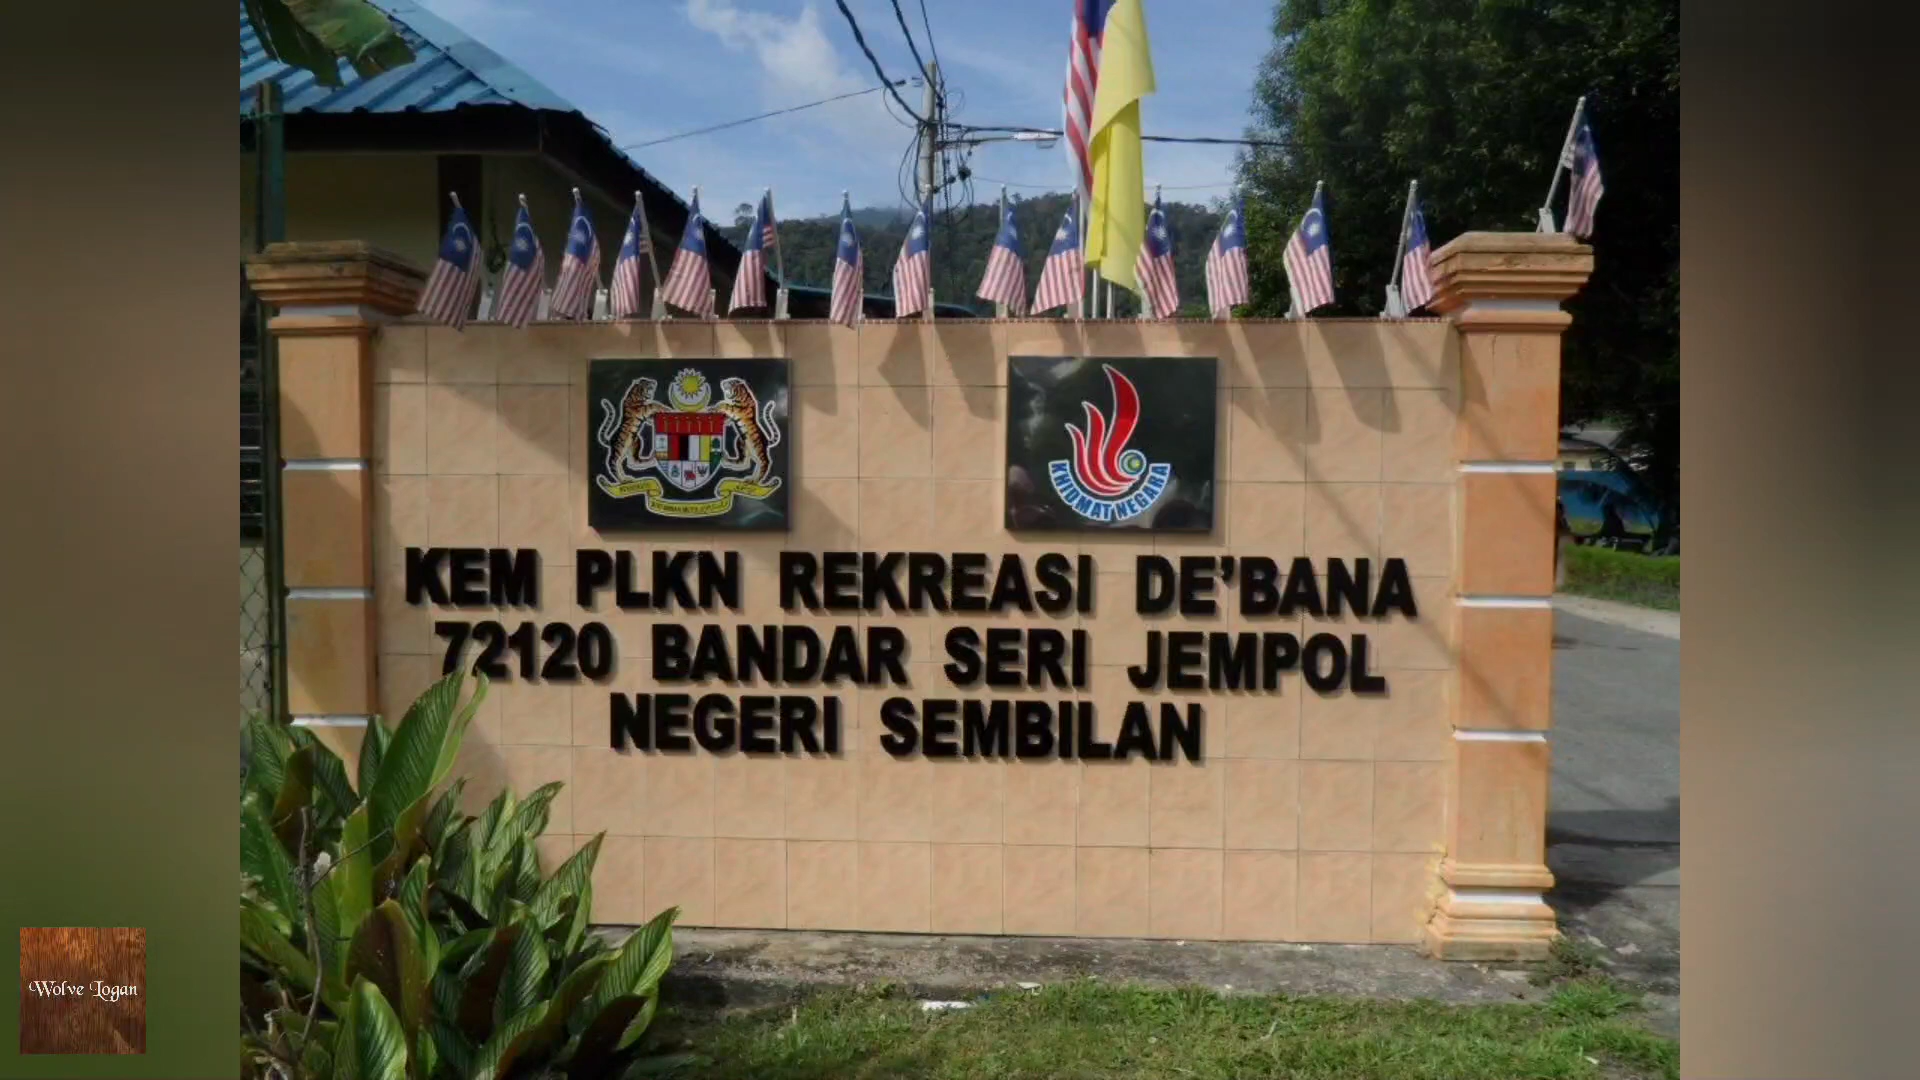 KHIDMAT NEGARA
KEM PLKN REKREASI DE'BANA
72120 BANDAR SERI JEMPOL
NEGERI SEMBILAN
Wolve Logan